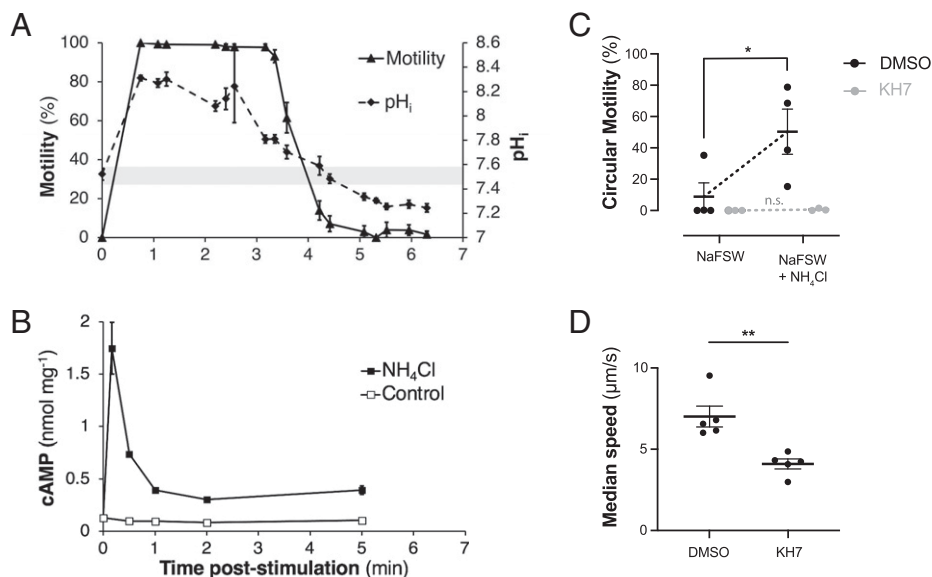 A
100
80
60
40
20
0
Motility (%)
Motility
pHᵢ
8.6
8.4
8.2
8
7.8
7.6
7.4
7.2
7
pHᵢ
0 1 2 3 4 5 6 7
B
2
1.5
1
0.5
0
cAMP (nmol mg⁻¹)
NH₄Cl
Control
0 1 2 3 4 5 6 7
Time post-stimulation (min)
C
100
80
60
40
20
0
Circular Motility (%)
*
DMSO
KH7
n.s.
NaFSW
NaFSW
+ NH₄Cl
D
10
5
0
Median speed (µm/s)
**
DMSO
KH7